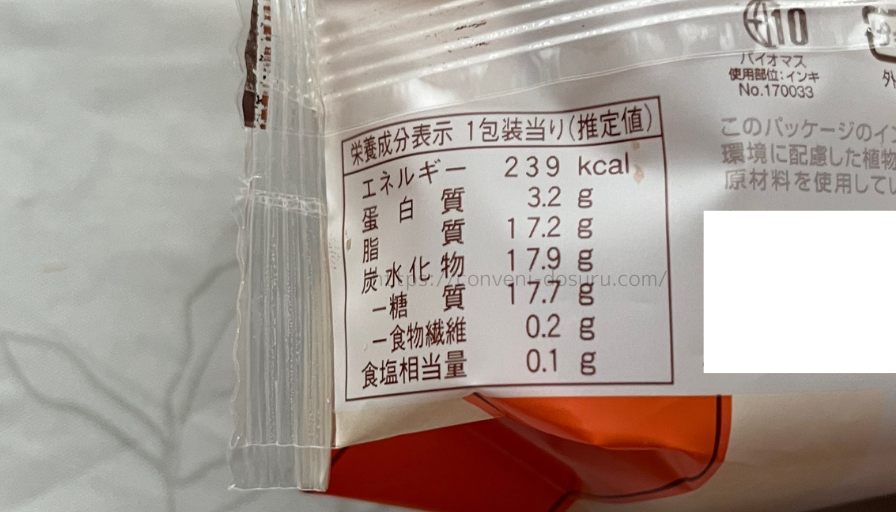 栄養成分表示 1包装当り(推定値)
エネルギー 239 kcal
蛋白質 3.2 g
脂質 17.2 g
炭水化物 17.9 g
−糖質 17.7 g
−食物繊維 0.2 g
食塩相当量 0.1 g
https://conveni-dosuru.com/
10
バイオマス
使用部位:インキ
No.170033
外
このパッケージのイン
環境に配慮した植物
原材料を使用してい